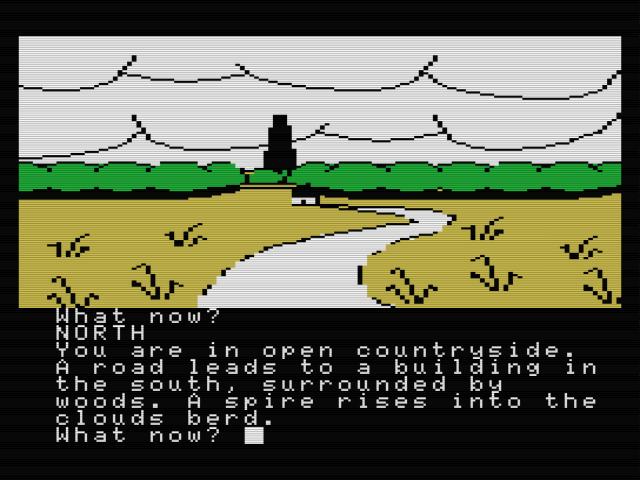 What now?
NORTH
You are in open countryside.
A road leads to a building in
the south, surrounded by
woods. A spire rises into the
clouds berd.
What now?